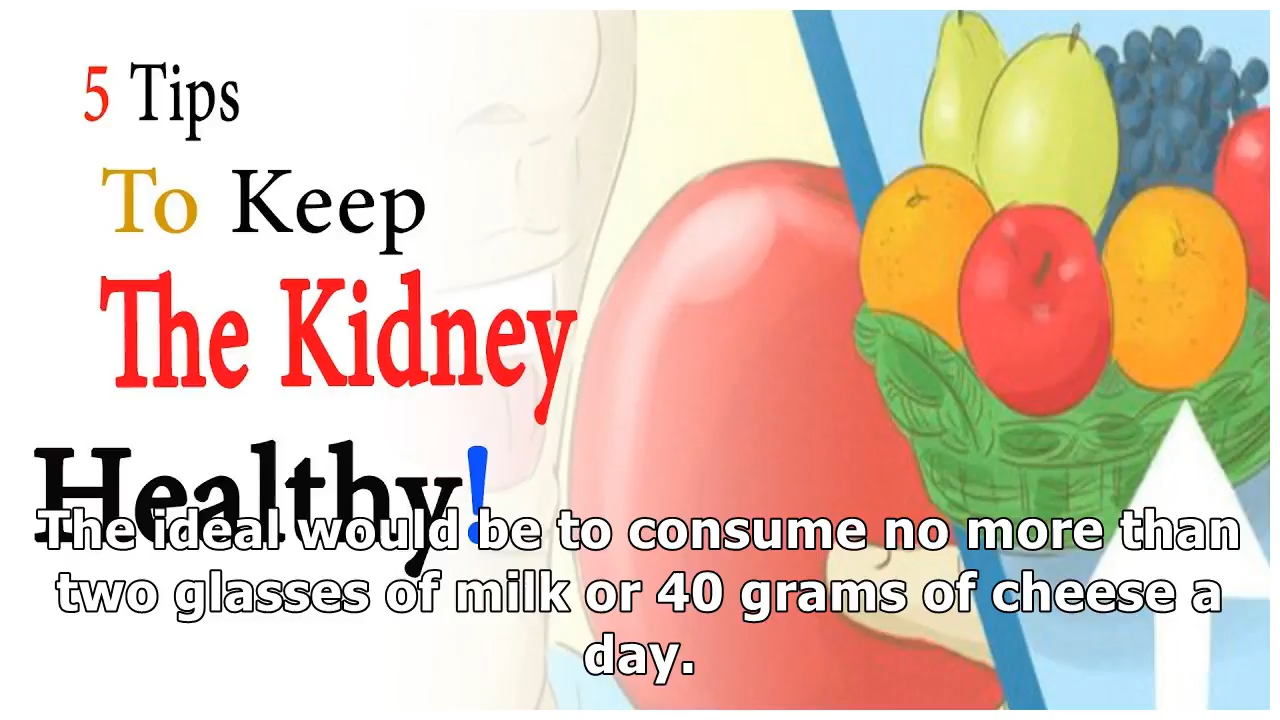 5 Tips
To Keep
The Kidney
Healthy!
The ideal would be to consume no more than
two glasses of milk or 40 grams of cheese a
day.